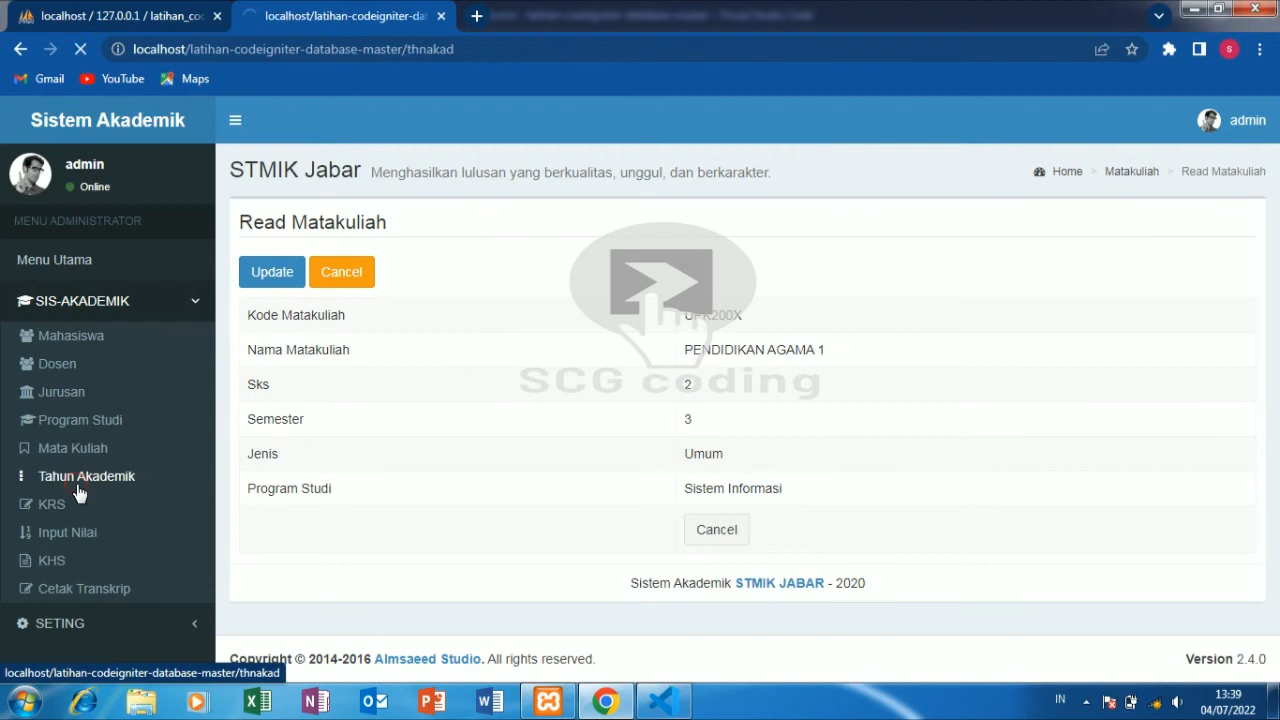 localhost / 127.0.0.1 / latihan_co
localhost/latihan-codeigniter-dat
localhost/latihan-codeigniter-database-master/thnakad
S
Gmail
YouTube
Maps
Sistem Akademik
admin
admin
Online
STMIK Jabar Menghasilkan lulusan yang berkualitas, unggul, dan berkarakter.
Home > Matakuliah > Read Matakuliah
MENU ADMINISTRATOR
Menu Utama
SIS-AKADEMIK
Mahasiswa
Dosen
Jurusan
Program Studi
Mata Kuliah
Tahun Akademik
KRS
Input Nilai
KHS
Cetak Transkrip
SETING
Read Matakuliah
Update
Cancel
Kode Matakuliah
Nama Matakuliah PENDIDIKAN AGAMA 1
Sks 2
Semester 3
Jenis Umum
Program Studi Sistem Informasi
Cancel
SCG coding
Sistem Akademik STMIK JABAR - 2020
Copyright © 2014-2016 Almsaeed Studio. All rights reserved.
Version 2.4.0
localhost/latihan-codeigniter-database-master/thnakad
IN
13:39
04/07/2022